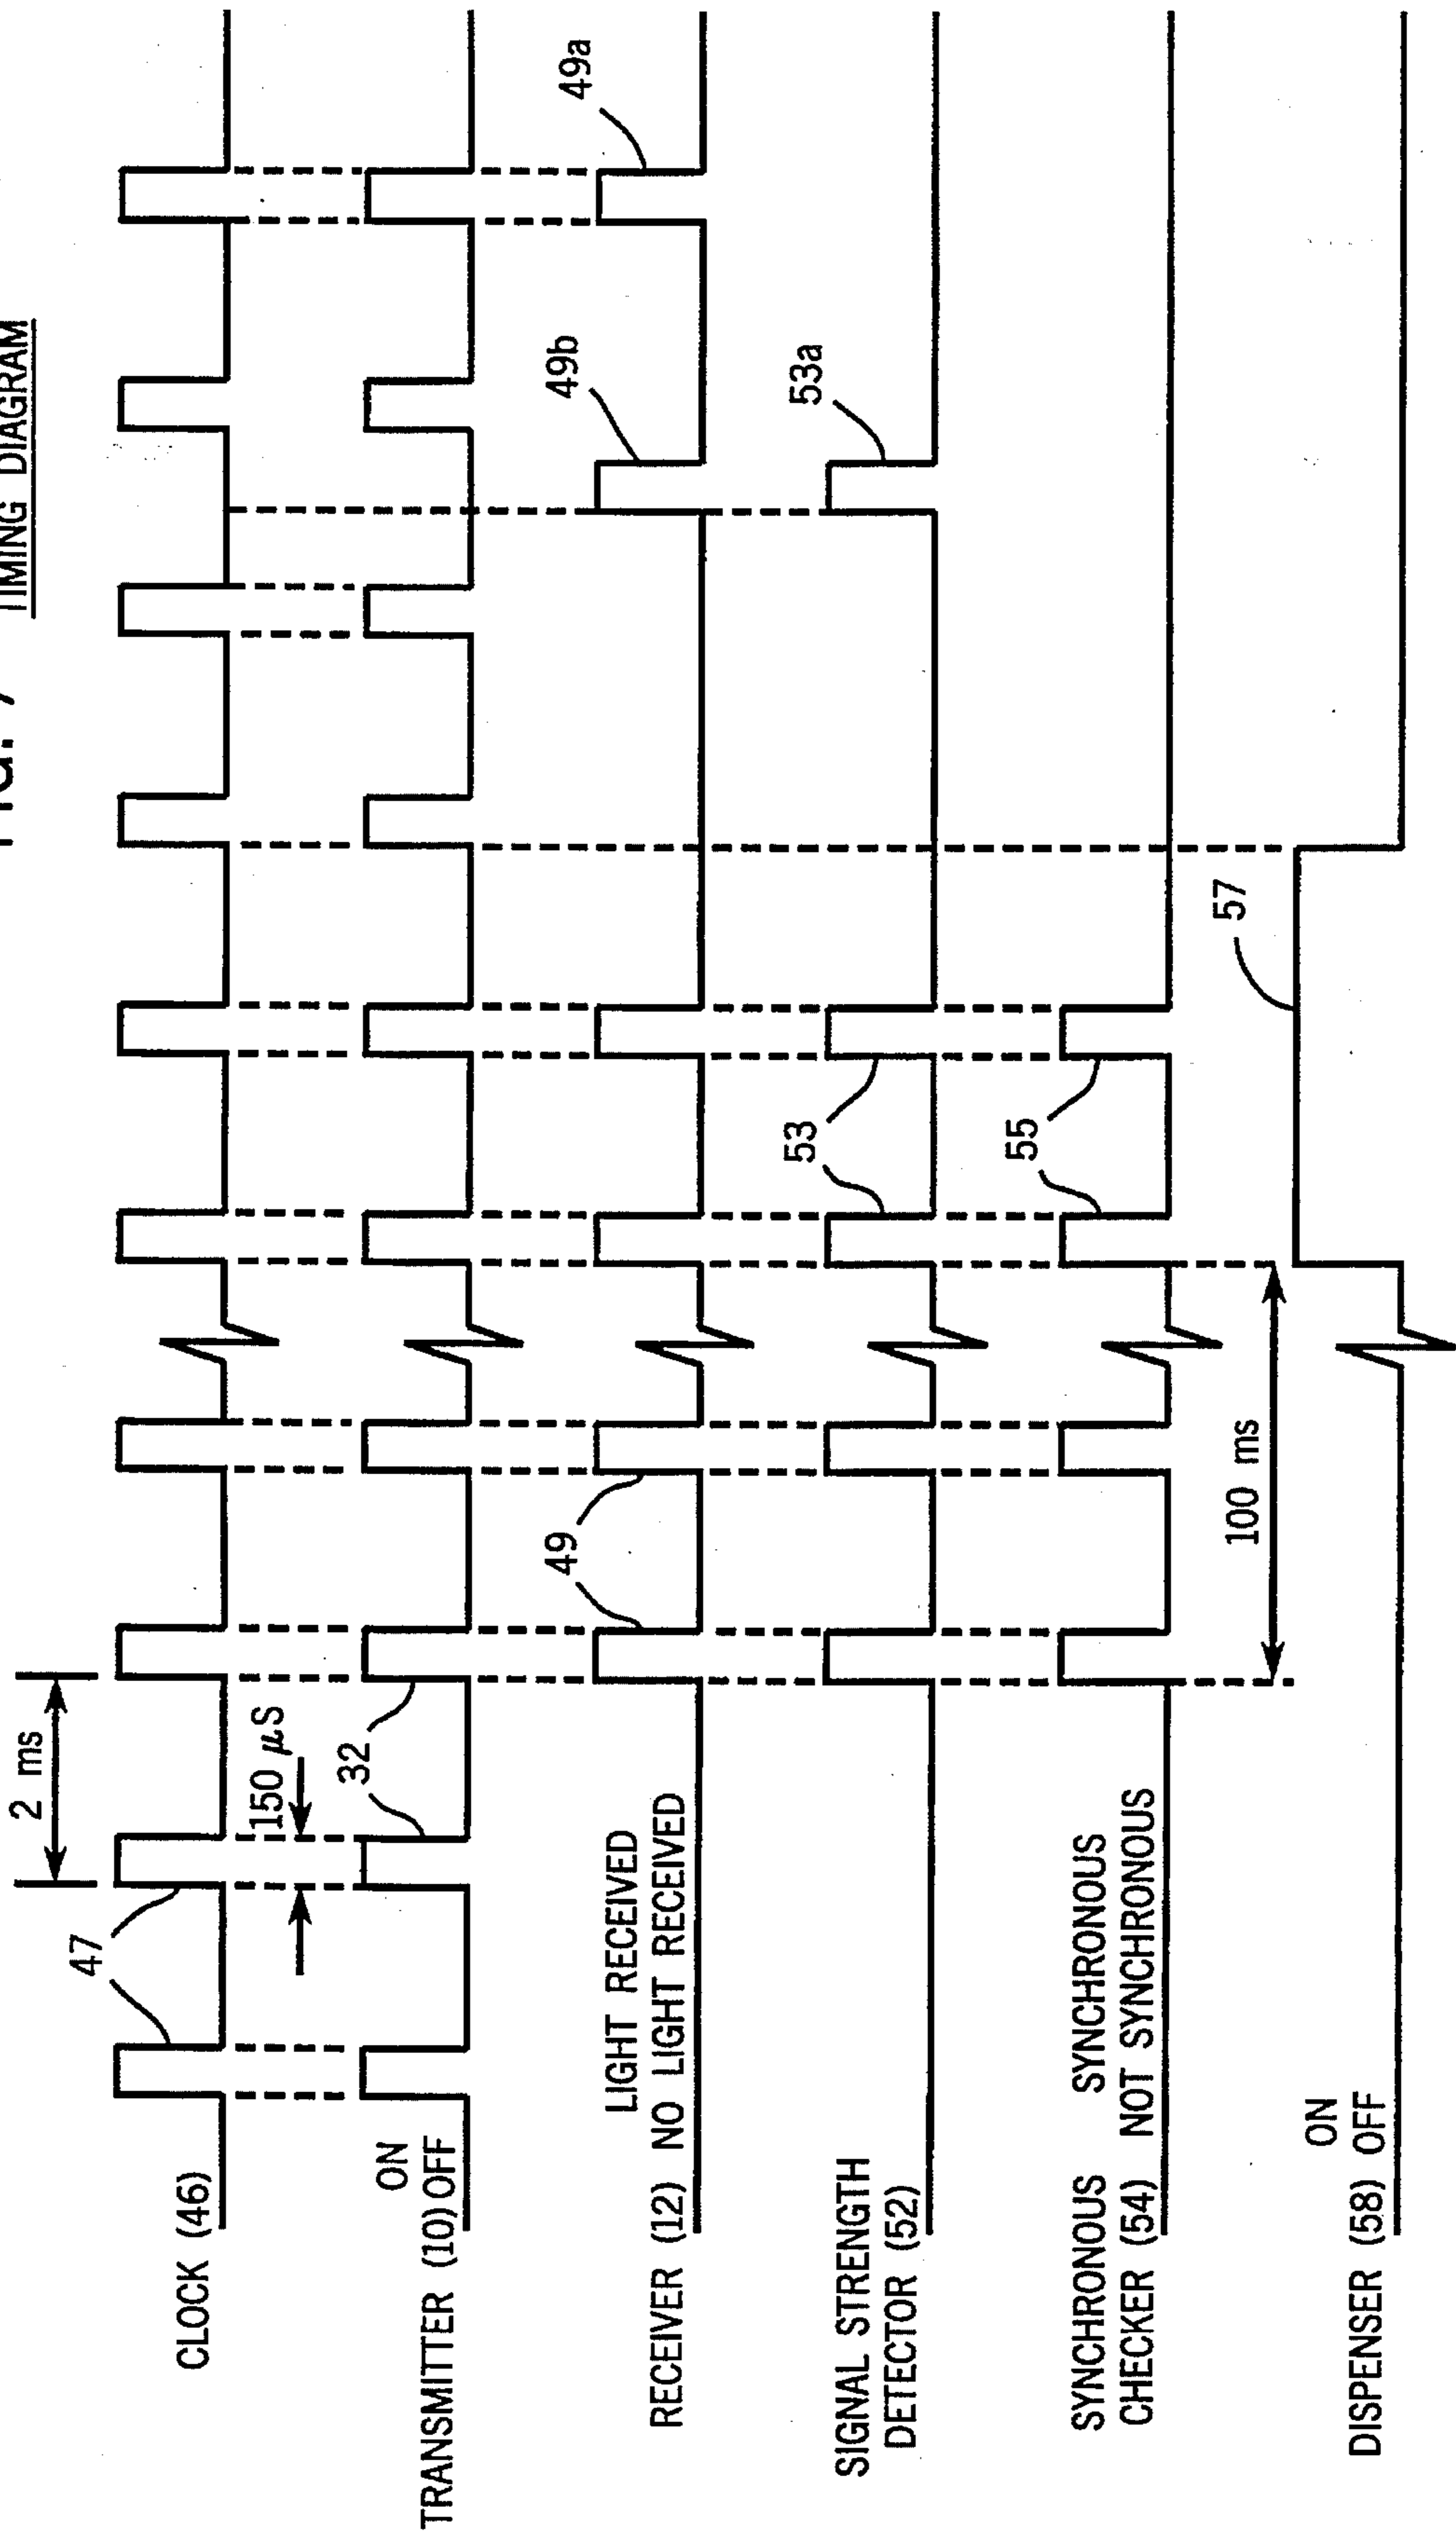 TIMING DIAGRAM
2 ms
47
150 μS
32
CLOCK (46)
ON
TRANSMITTER (10) OFF
LIGHT RECEIVED
RECEIVER (12) NO LIGHT RECEIVED
49
49b
49a
SIGNAL STRENGTH
DETECTOR (52)
53
53a
SYNCHRONOUS SYNCHRONOUS
CHECKER (54) NOT SYNCHRONOUS
55
100 ms
57
ON
DISPENSER (58) OFF